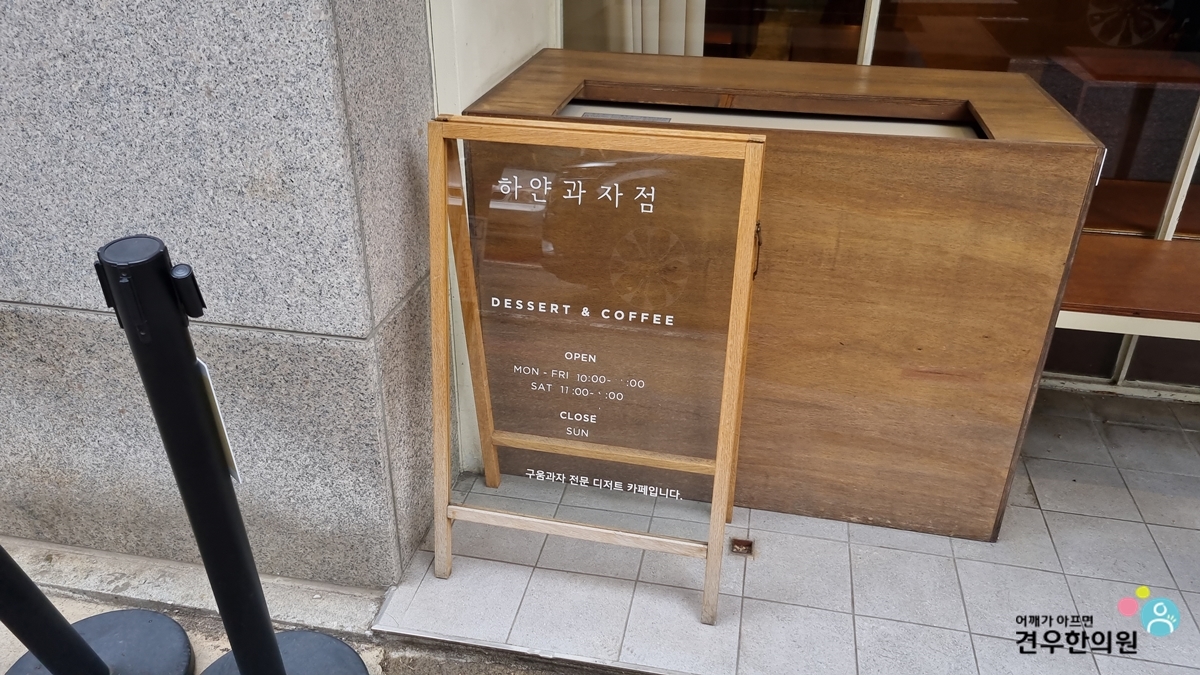 하얀과자점
DESSERT & COFFEE
OPEN
MON - FRI 10:00- :00
SAT 11:00- :00
CLOSE
SUN
구움과자 전문 디저트 카페입니다.
어깨가 아프면
견우한의원